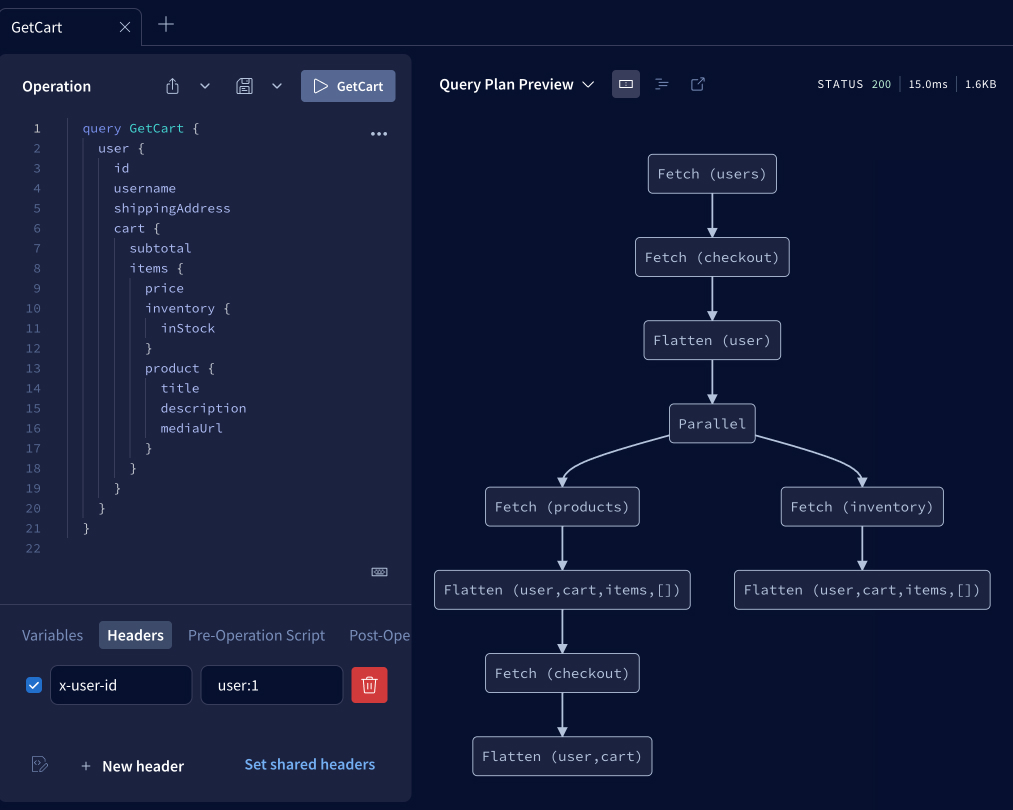 GetCart
Operation
GetCart
1 query GetCart {
2 user {
3 id
4 username
5 shippingAddress
6 cart {
7 subtotal
8 items {
9 price
10 inventory {
11 inStock
12 }
13 product {
14 title
15 description
16 mediaUrl
17 }
18 }
19 }
20 }
21 }
22
Variables Headers Pre-Operation Script Post-Ope
x-user-id user:1
+ New header Set shared headers
Query Plan Preview STATUS 200 15.0ms 1.6KB
Fetch (users)
Fetch (checkout)
Flatten (user)
Parallel
Fetch (products) Fetch (inventory)
Flatten (user,cart,items,[]) Flatten (user,cart,items,[])
Fetch (checkout)
Flatten (user,cart)